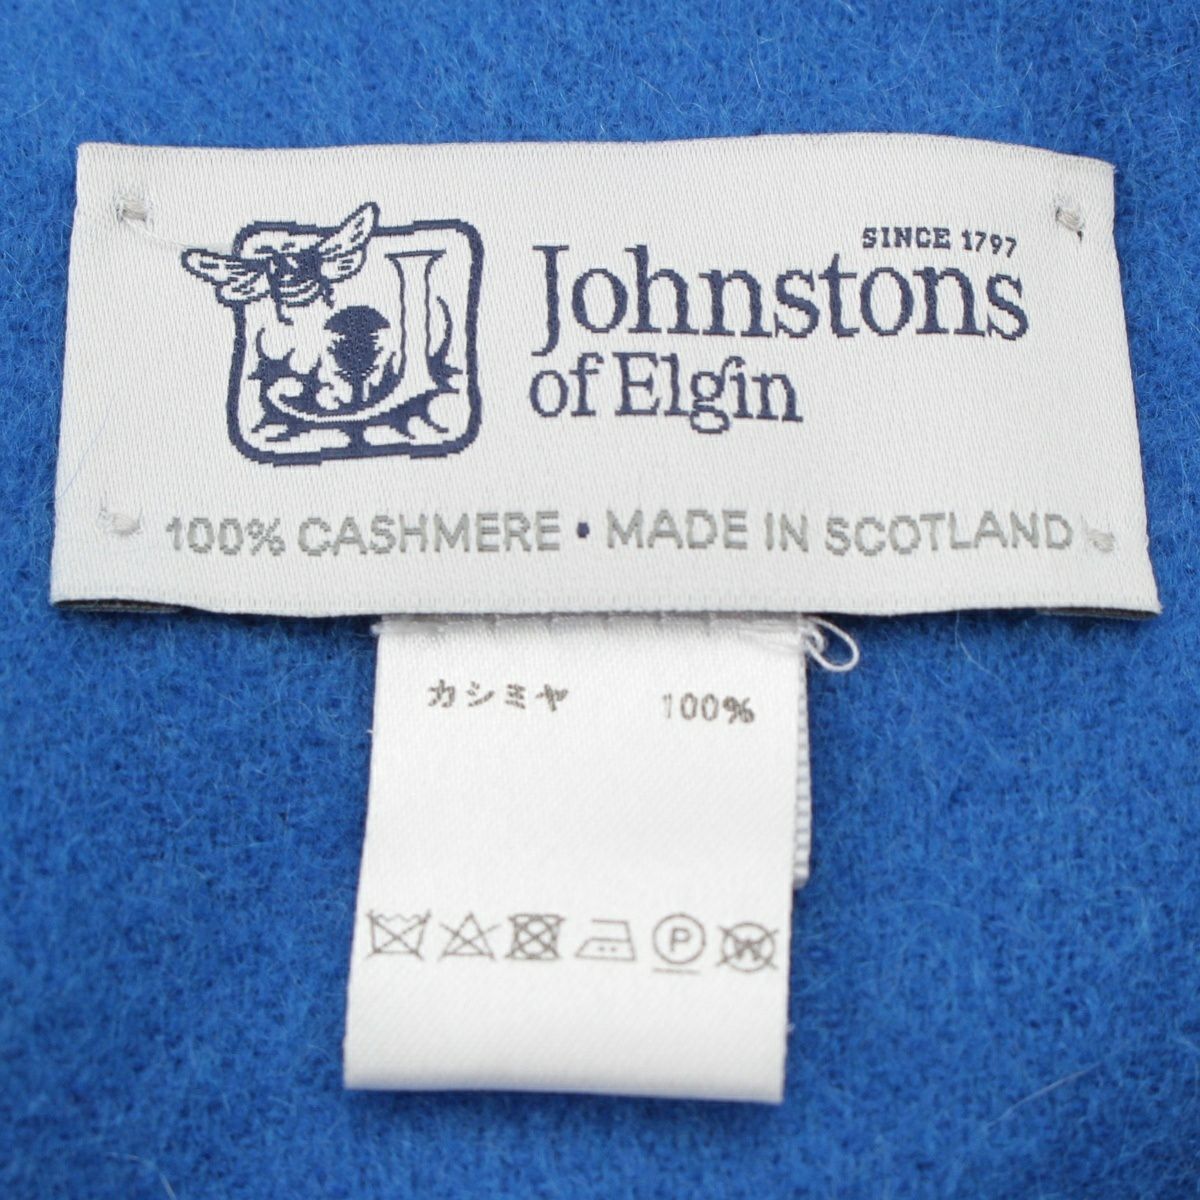 SINCE 1797
Johnstons
of Elgin
100% CASHMERE • MADE IN SCOTLAND
カシミヤ 100%
P W